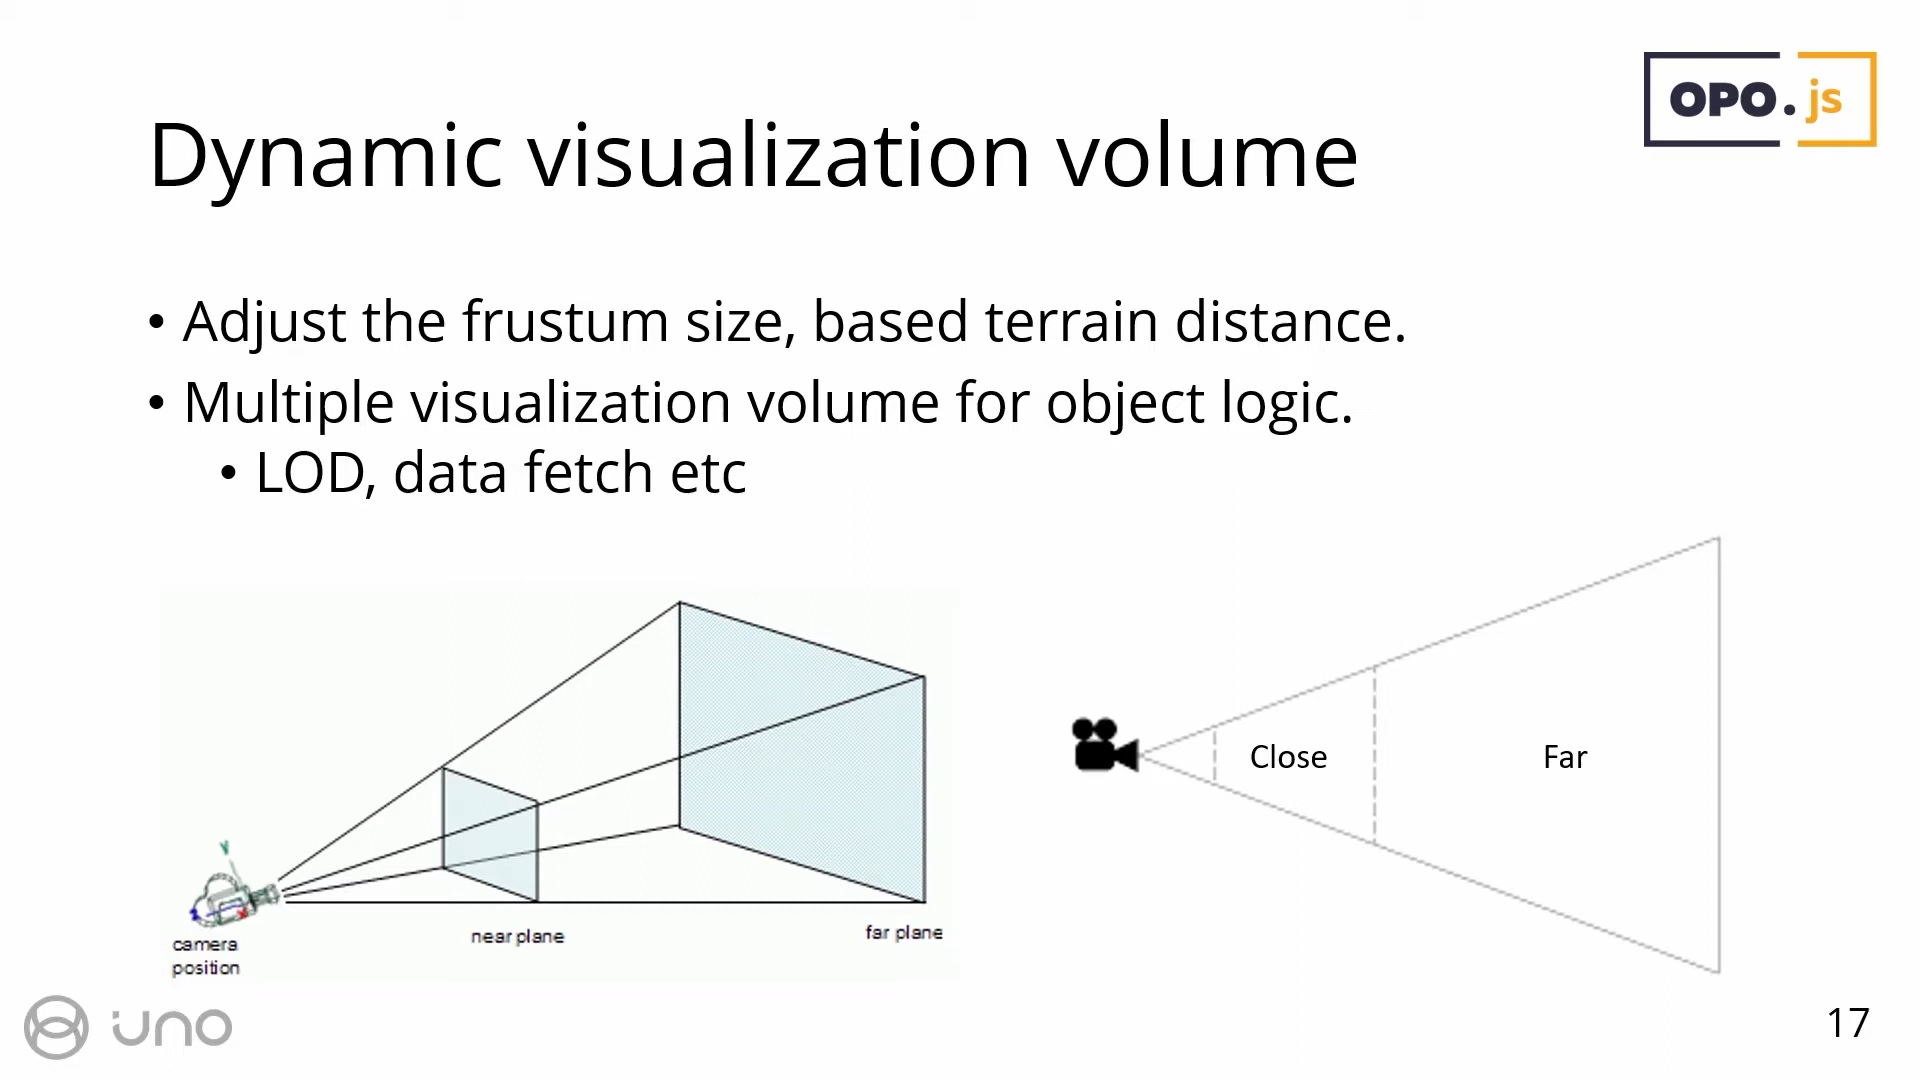 OPO.js
Dynamic visualization volume
• Adjust the frustum size, based terrain distance.
• Multiple visualization volume for object logic.
• LOD, data fetch etc
y
camera
position
near plane
far plane
Close
Far
uno
17